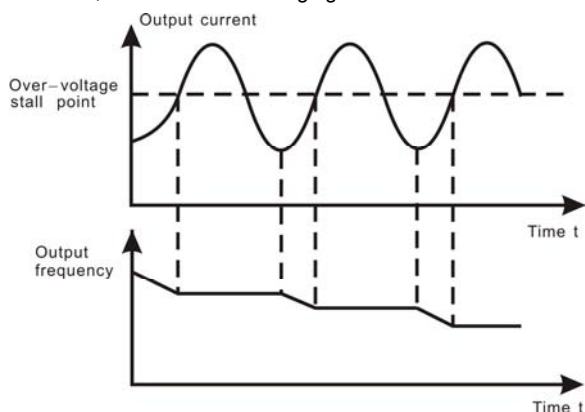 Output current
Over-voltage
stall point
Time t
Output
frequency
Time t